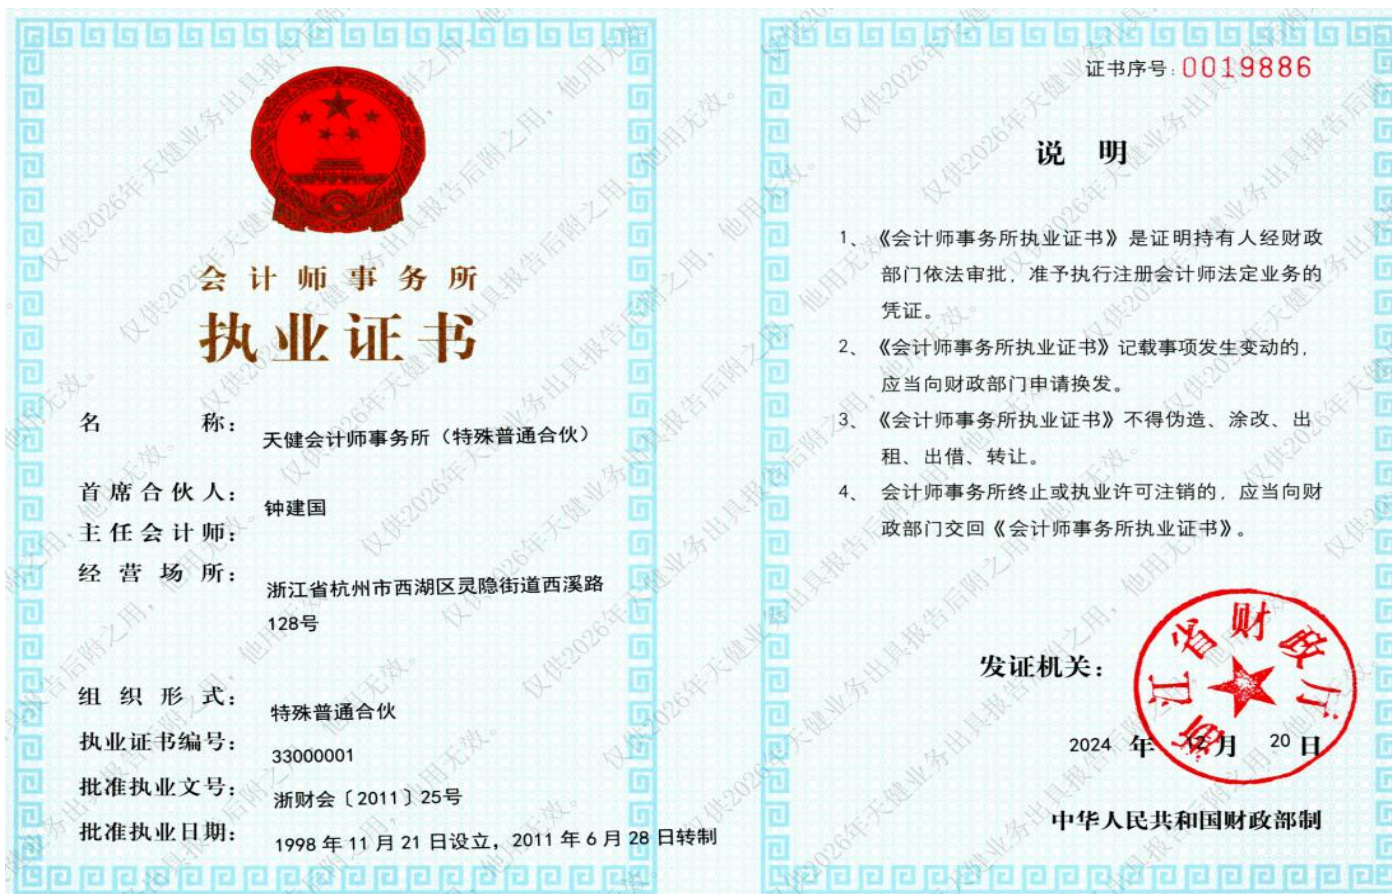 会计师事务所
执业证书
名称：天健会计师事务所（特殊普通合伙）
首席合伙人：钟建国
主任会计师：
经营场所：浙江省杭州市西湖区灵隐街道西溪路
128号
组织形式：特殊普通合伙
执业证书编号：33000001
批准执业文号：浙财会〔2011〕25号
批准执业日期：1998年11月21日设立，2011年6月28日转制
证书序号：0019886
说明
1、《会计师事务所执业证书》是证明持有人经财政
部门依法审批，准予执行注册会计师法定业务的
凭证。
2、《会计师事务所执业证书》记载事项发生变动的，
应当向财政部门申请换发。
3、《会计师事务所执业证书》不得伪造、涂改、出
租、出借、转让。
4、会计师事务所终止或执业许可注销的，应当向财
政部门交回《会计师事务所执业证书》。
发证机关：
浙江省财政厅
2024年12月20日
中华人民共和国财政部制
仅供2026年天健业务出具报告后附之用，他用无效。